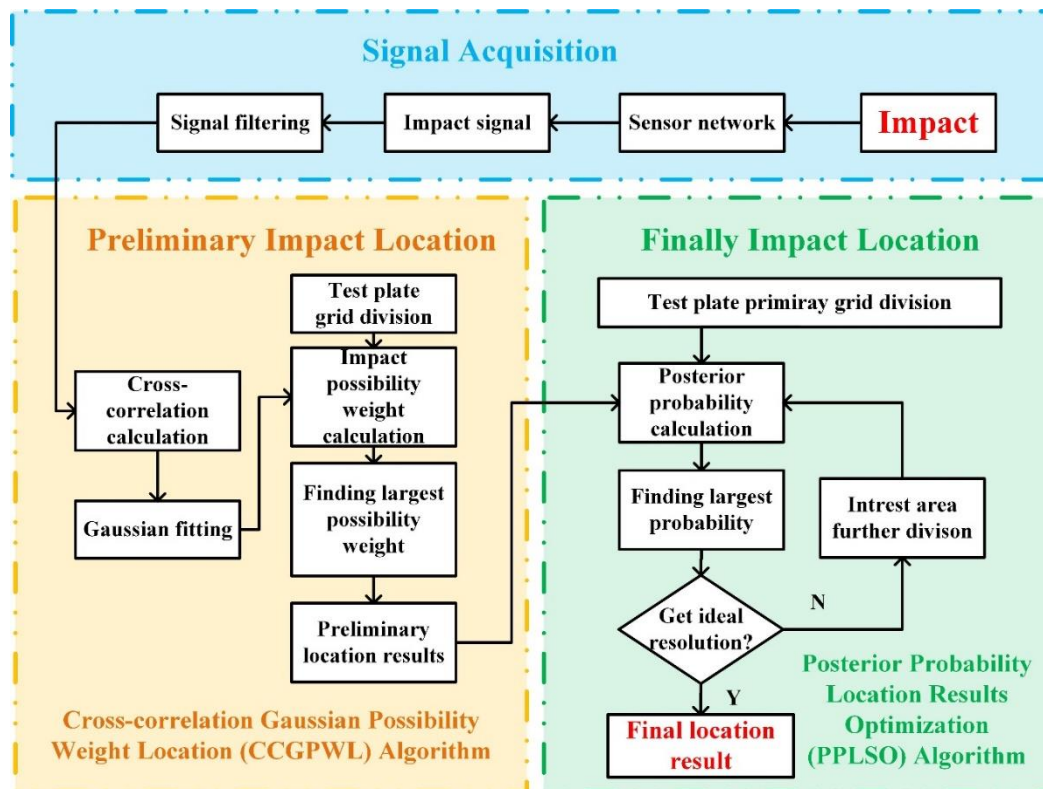 Signal Acquisition
Signal filtering
Impact signal
Sensor network
Impact
Preliminary Impact Location
Test plate
grid division
Impact
possibility
weight
calculation
Cross-
correlation
calculation
Gaussian fitting
Finding largest
possibility
weight
Preliminary
location results
Cross-correlation Gaussian Possibility
Weight Location (CCGPWL) Algorithm
Finally Impact Location
Test plate primiray grid division
Posterior
probability
calculation
Finding largest
probability
Intrest area
further divison
Get ideal
resolution?
N
Y
Final location
result
Posterior Probability
Location Results
Optimization
(PPLSO) Algorithm